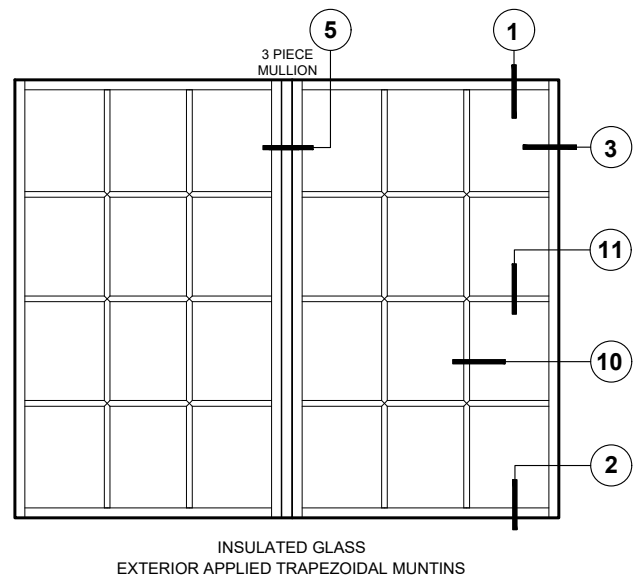 5
1
3 PIECE
MULLION
3
11
10
2
INSULATED GLASS
EXTERIOR APPLIED TRAPEZOIDAL MUNTINS